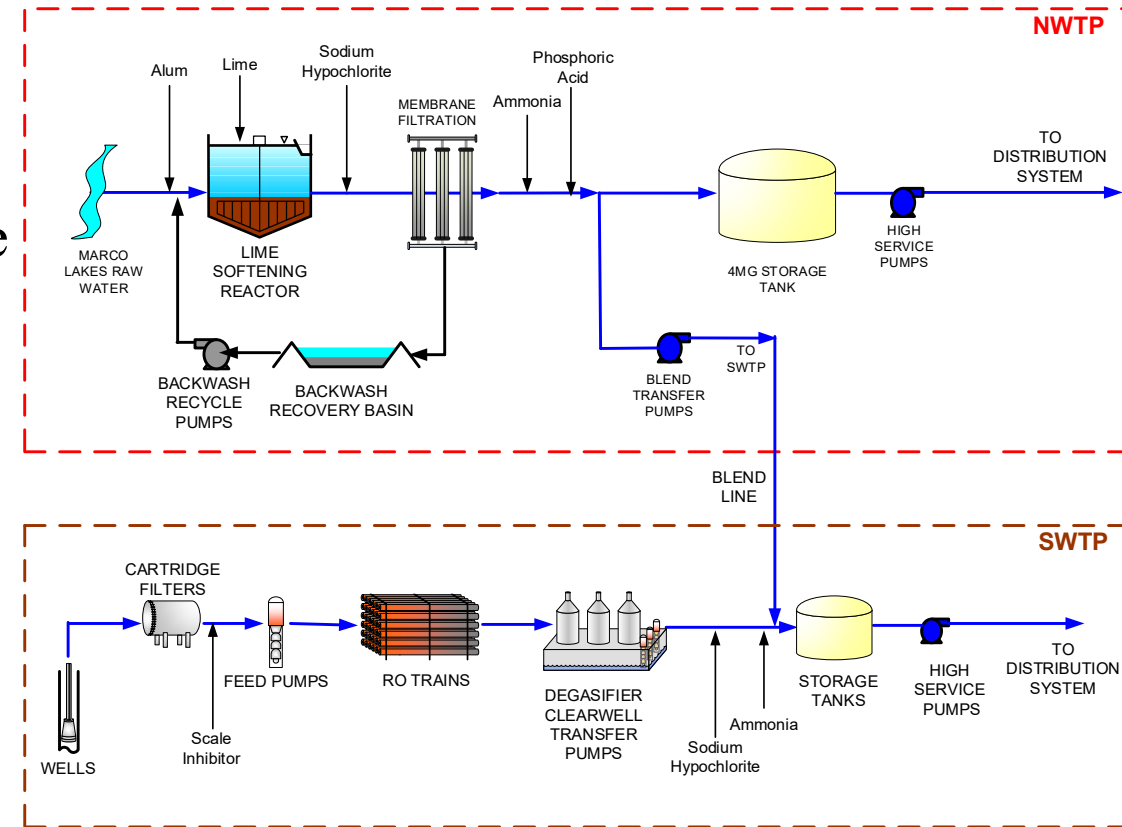 NWTP
Alum
Lime
Sodium
Hypochlorite
MEMBRANE
FILTRATION
Ammonia
Phosphoric
Acid
TO
DISTRIBUTION
SYSTEM
e
MARCO
LAKES RAW
WATER
LIME
SOFTENING
REACTOR
4MG STORAGE
TANK
HIGH
SERVICE
PUMPS
BACKWASH
RECYCLE
PUMPS
BACKWASH
RECOVERY BASIN
BLEND
TRANSFER
PUMPS
TO
SWTP
BLEND
LINE
SWTP
CARTRIDGE
FILTERS
WELLS
Scale
Inhibitor
FEED PUMPS
RO TRAINS
DEGASIFIER
CLEARWELL
TRANSFER
PUMPS
Sodium
Hypochlorite
Ammonia
STORAGE
TANKS
HIGH
SERVICE
PUMPS
TO
DISTRIBUTION
SYSTEM